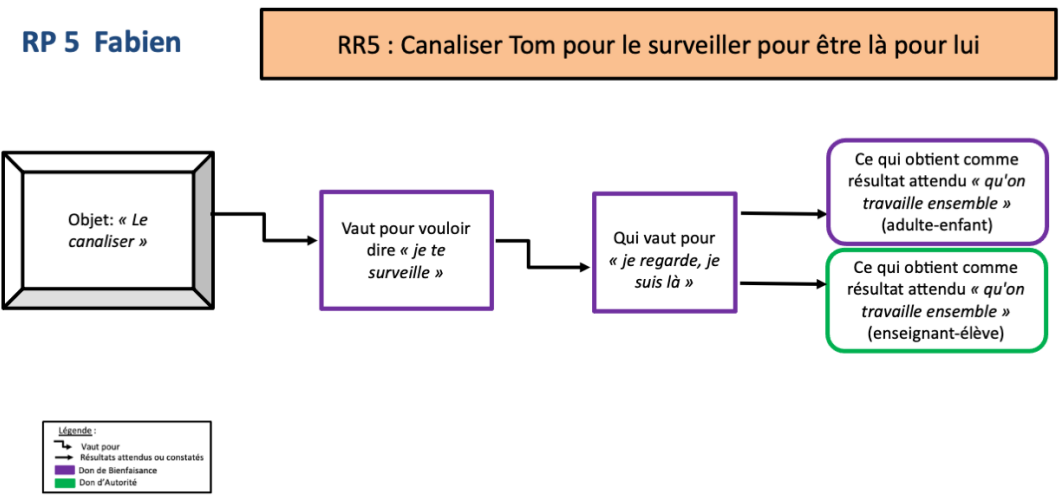 RP 5 Fabien
RR5 : Canaliser Tom pour le surveiller pour être là pour lui
Objet: « Le
canaliser »
Vaut pour vouloir
dire « je te
surveille »
Qui vaut pour
« je regarde, je
suis là »
Ce qui obtient comme
résultat attendu « qu'on
travaille ensemble »
(adulte-enfant)
Ce qui obtient comme
résultat attendu « qu'on
travaille ensemble »
(enseignant-élève)
Légende :
Vaut pour
Résultats attendus ou constatés
Don de Bienfaisance
Don d'Autorité